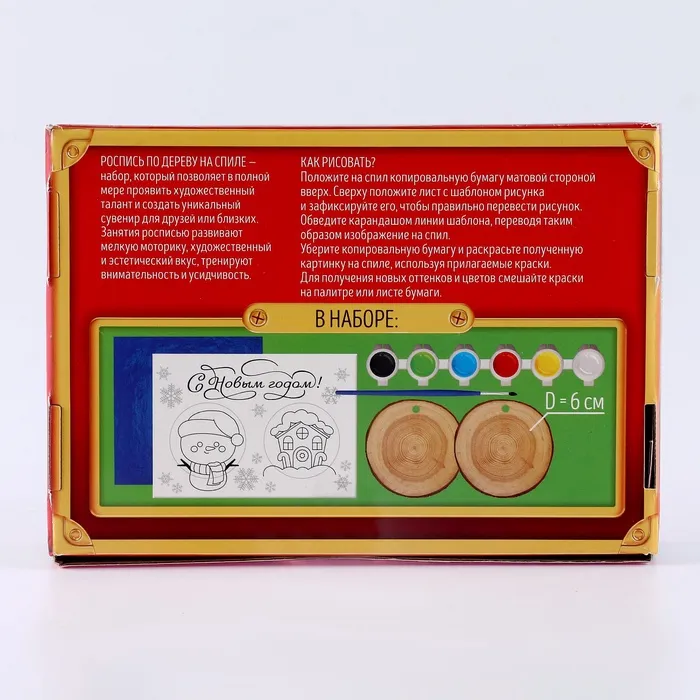 РОСПИСЬ ПО ДЕРЕВУ НА СПИЛЕ –
набор, который позволяет в полной
мере проявить художественный
талант и создать уникальный
сувенир для друзей или близких.
Занятия росписью развивают
мелкую моторику, художественный
и эстетический вкус, тренируют
внимательность и усидчивость.
КАК РИСОВАТЬ?
Положите на спил копировальную бумагу матовой стороной
вверх. Сверху положите лист с шаблоном рисунка
и зафиксируйте его, чтобы правильно перевести рисунок.
Обведите карандашом линии шаблона, переводя таким
образом изображение на спил.
Уберите копировальную бумагу и раскрасьте полученную
картинку на спиле, используя прилагаемые краски.
Для получения новых оттенков и цветов смешайте краски
на палитре или листе бумаги.
В НАБОРЕ:
С Новым годом!
D = 6 см